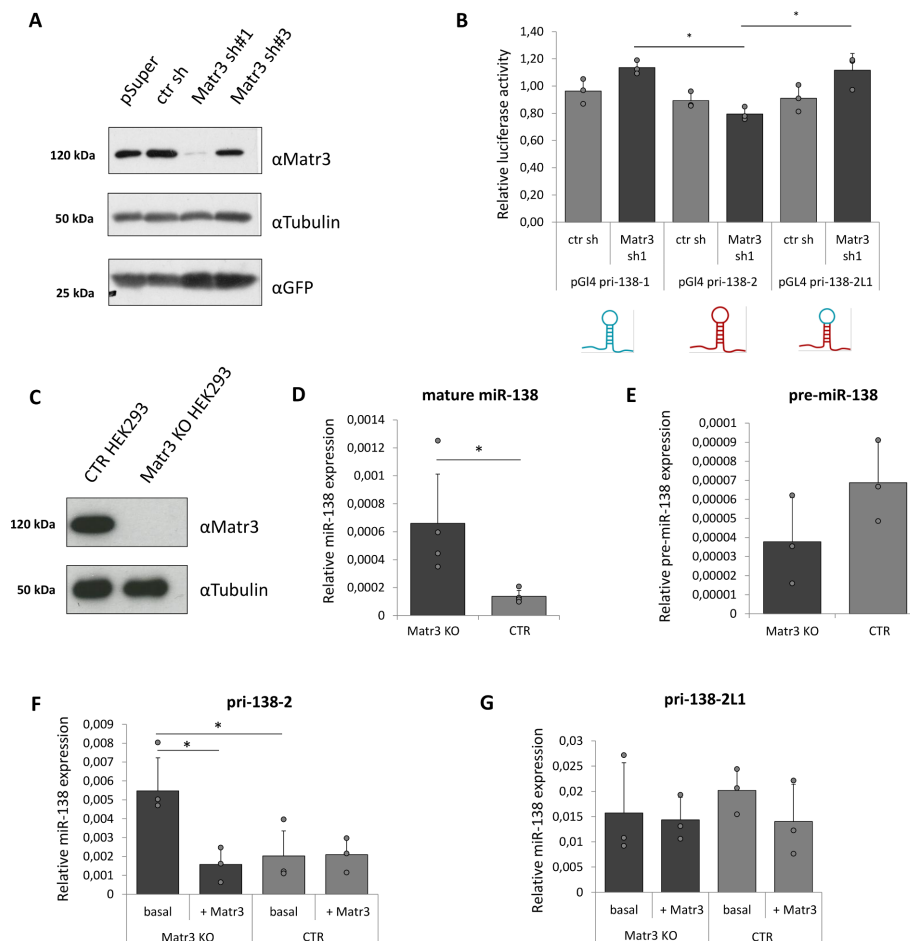 A
pSuper
ctr sh
Matr3 sh#1
Matr3 sh#3
120 kDa
αMatr3
50 kDa
αTubulin
25 kDa
αGFP
B
Relative luciferase activity
1,40
1,20
1,00
0,80
0,60
0,40
0,20
0,00
*
*
ctr sh
Matr3 sh1
ctr sh
Matr3 sh1
ctr sh
Matr3 sh1
pGl4 pri-138-1
pGl4 pri-138-2
pGL4 pri-138-2L1
C
CTR HEK293
Matr3 KO HEK293
120 kDa
αMatr3
50 kDa
αTubulin
D
mature miR-138
Relative miR-138 expression
0,0014
0,0012
0,001
0,0008
0,0006
0,0004
0,0002
0
*
Matr3 KO
CTR
E
pre-miR-138
Relative pre-miR-138 expression
0,0001
0,00009
0,00008
0,00007
0,00006
0,00005
0,00004
0,00003
0,00002
0,00001
0
Matr3 KO
CTR
F
pri-138-2
Relative miR-138 expression
0,009
0,008
0,007
0,006
0,005
0,004
0,003
0,002
0,001
0
*
*
basal
+ Matr3
basal
+ Matr3
Matr3 KO
CTR
G
pri-138-2L1
Relative miR-138 expression
0,03
0,025
0,02
0,015
0,01
0,005
0
basal
+ Matr3
basal
+ Matr3
Matr3 KO
CTR